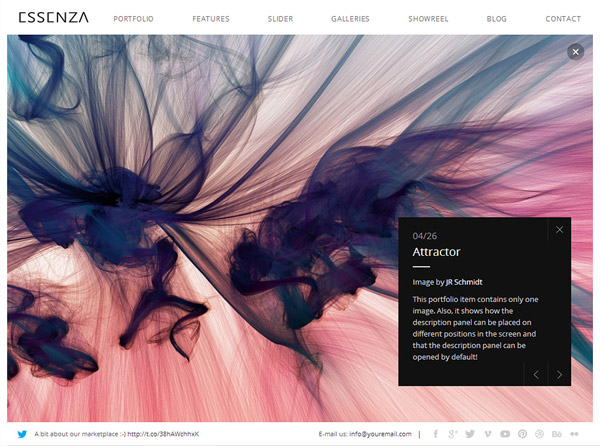 ESSENZA
PORTFOLIO FEATURES SLIDER GALLERIES SHOWREEL BLOG CONTACT
04/26
Attractor
Image by JR Schmidt
This portfolio item contains only one
image. Also, it shows how the
description panel can be placed on
different positions in the screen and
that the description panel can be
opened by default!
A bit about our marketplace :-) http://t.co/38hAWchhxK
E-mail us: info@youremail.com |